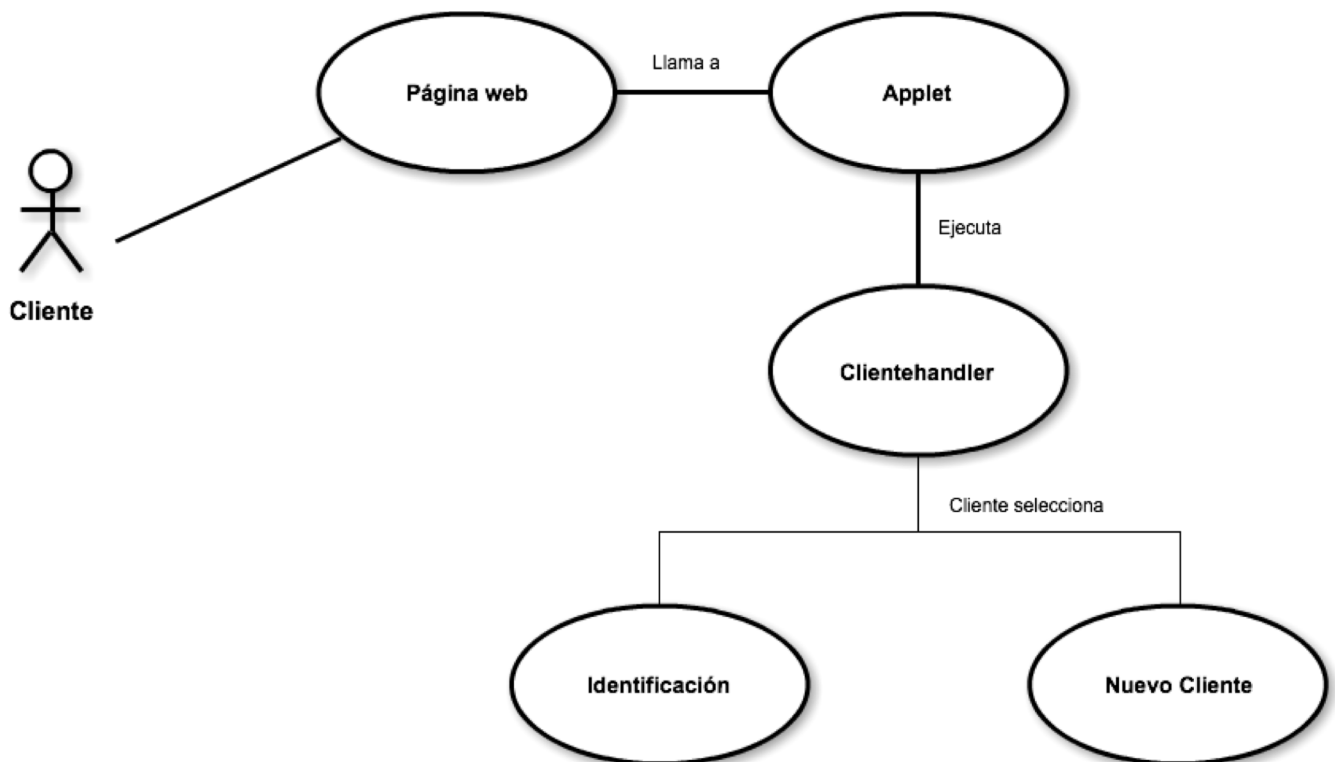 Página web
Llama a
Applet
Cliente
Ejecuta
Clientehandler
Cliente selecciona
Identificación
Nuevo Cliente